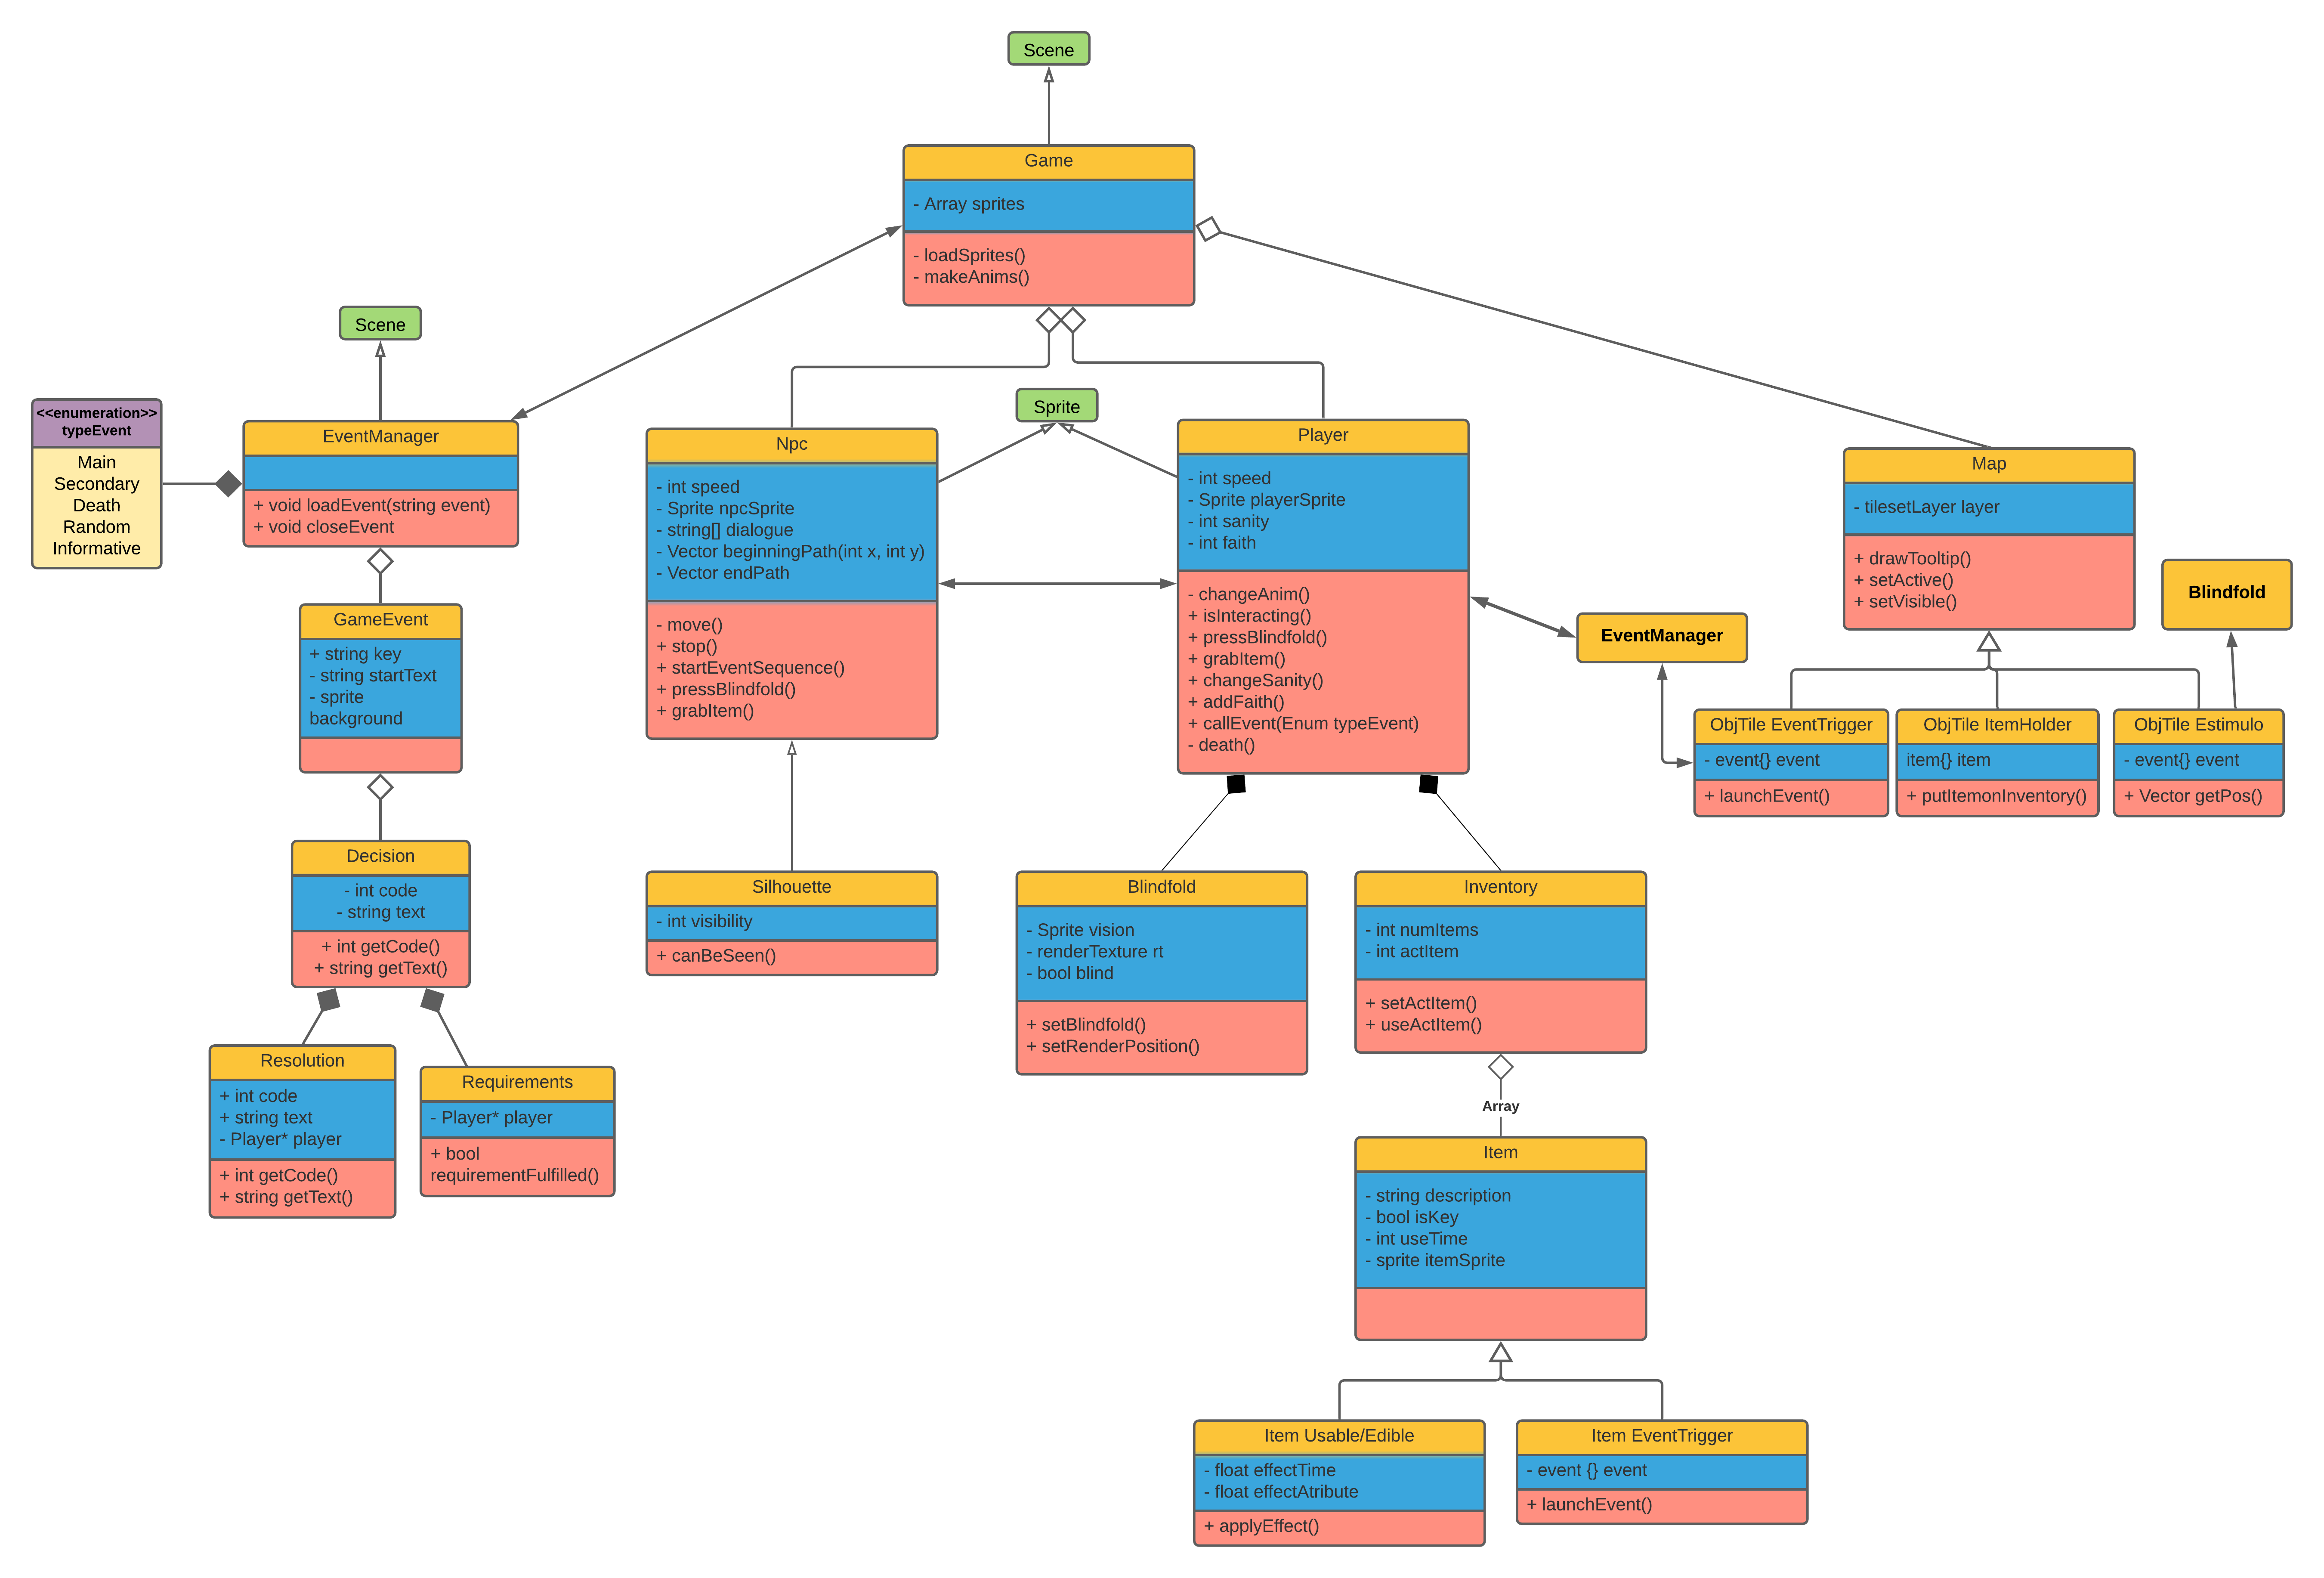 Scene
Game
- Array sprites
- loadSprites()
- makeAnims()
Scene
<<enumeration>>
typeEvent
Main
Secondary
Death
Random
Informative
EventManager
+ void loadEvent(string event)
+ void closeEvent
GameEvent
+ string key
- string startText
- sprite
background
Decision
- int code
- string text
+ int getCode()
+ string getText()
Resolution
+ int code
+ string text
- Player* player
+ int getCode()
+ string getText()
Requirements
- Player* player
+ bool
requirementFulfilled()
Sprite
Npc
- int speed
- Sprite npcSprite
- string[] dialogue
- Vector beginningPath(int x, int y)
- Vector endPath
- move()
+ stop()
+ startEventSequence()
+ pressBlindfold()
+ grabItem()
Silhouette
- int visibility
+ canBeSeen()
Player
- int speed
- Sprite playerSprite
- int sanity
- int faith
- changeAnim()
+ isInteracting()
+ pressBlindfold()
+ grabItem()
+ changeSanity()
+ addFaith()
+ callEvent(Enum typeEvent)
- death()
Blindfold
- Sprite vision
- renderTexture rt
- bool blind
+ setBlindfold()
+ setRenderPosition()
Inventory
- int numItems
- int actItem
+ setActItem()
+ useActItem()
Array
Item
- string description
- bool isKey
- int useTime
- sprite itemSprite
Item Usable/Edible
- float effectTime
- float effectAtribute
+ applyEffect()
Item EventTrigger
- event {} event
+ launchEvent()
EventManager
Map
- tilesetLayer layer
+ drawTooltip()
+ setActive()
+ setVisible()
Blindfold
ObjTile EventTrigger
- event{} event
+ launchEvent()
ObjTile ItemHolder
item{} item
+ putItemonInventory()
ObjTile Estimulo
- event{} event
+ Vector getPos()